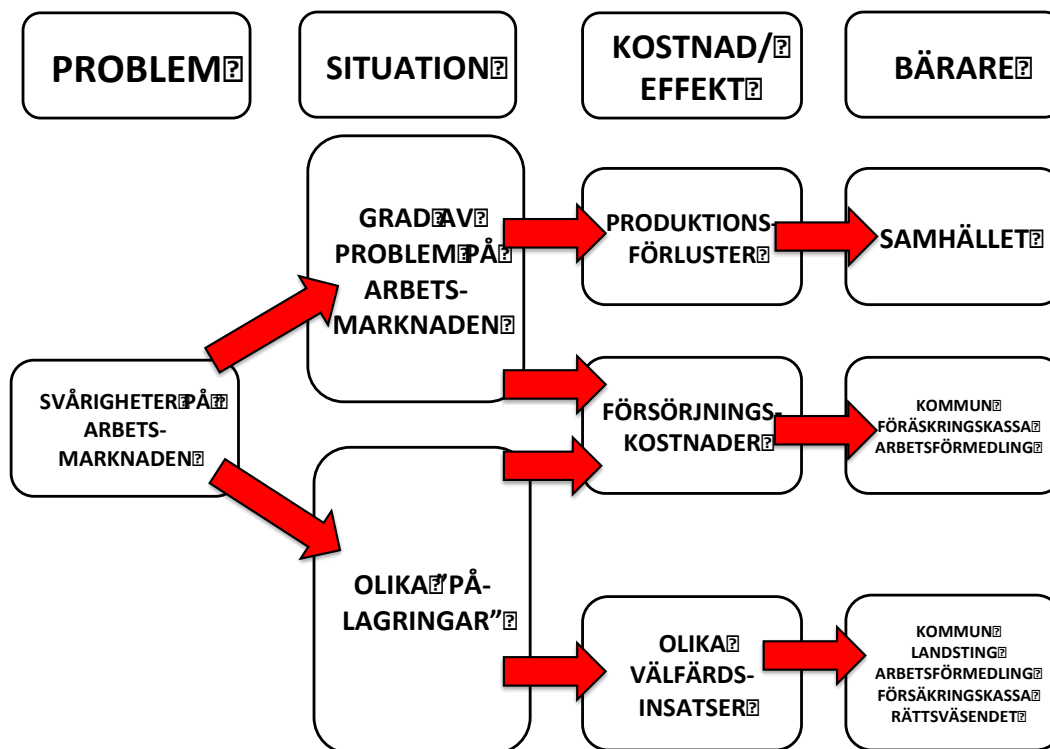 PROBLEM
SITUATION
KOSTNAD/
EFFEKT
BÄRARE
SVÅRIGHETER PÅ
ARBETS-
MARKNADEN
GRAD AV
PROBLEM PÅ
ARBETS-
MARKNADEN
OLIKA "PÅ-
LAGRINGAR"
PRODUKTIONS-
FÖRLUSTER
FÖRSÖRJNINGS-
KOSTNADER
OLIKA
VÄLFÄRDS-
INSATSER
SAMHÄLLET
KOMMUN
FÖRÄSKRINGSKASSA
ARBETSFÖRMEDLING
KOMMUN
LANDSTING
ARBETSFÖRMEDLING
FÖRSÄKRINGSKASSA
RÄTTSVÄSENDET